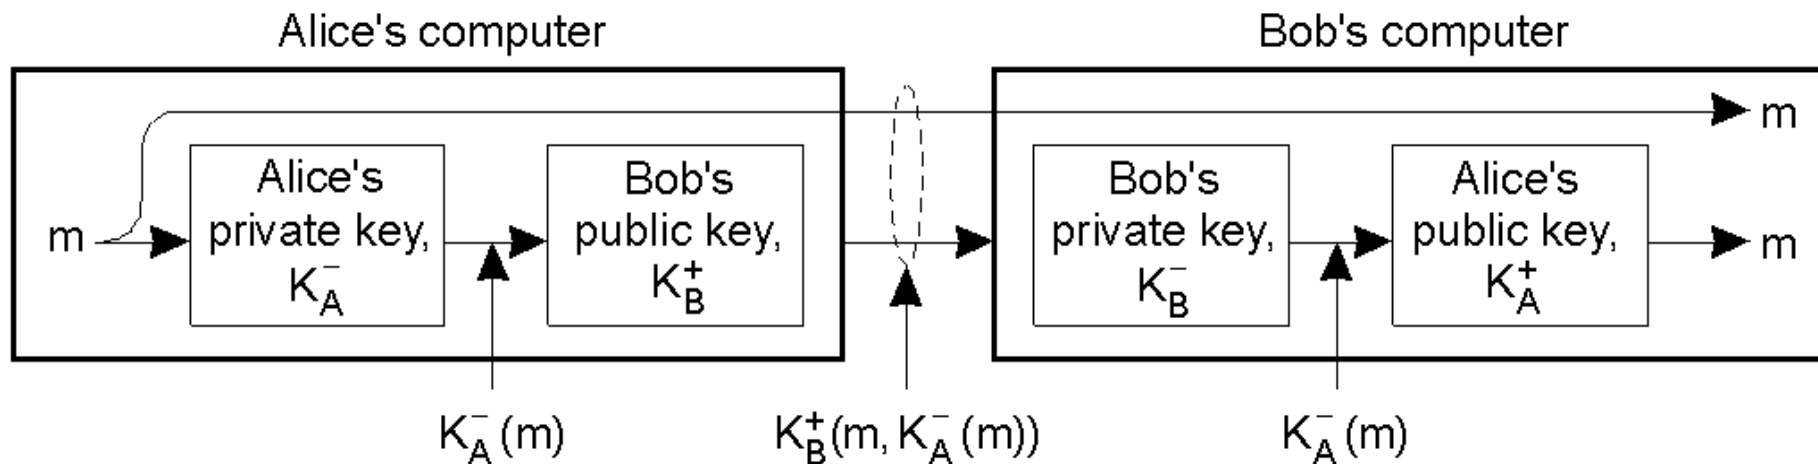 Alice's computer
Bob's computer
m
Alice's
private key,
K_A^-
Bob's
public key,
K_B^+
Bob's
private key,
K_B^-
Alice's
public key,
K_A^+
m
m
K_A^-(m)
K_B^+(m, K_A^-(m))
K_A^-(m)